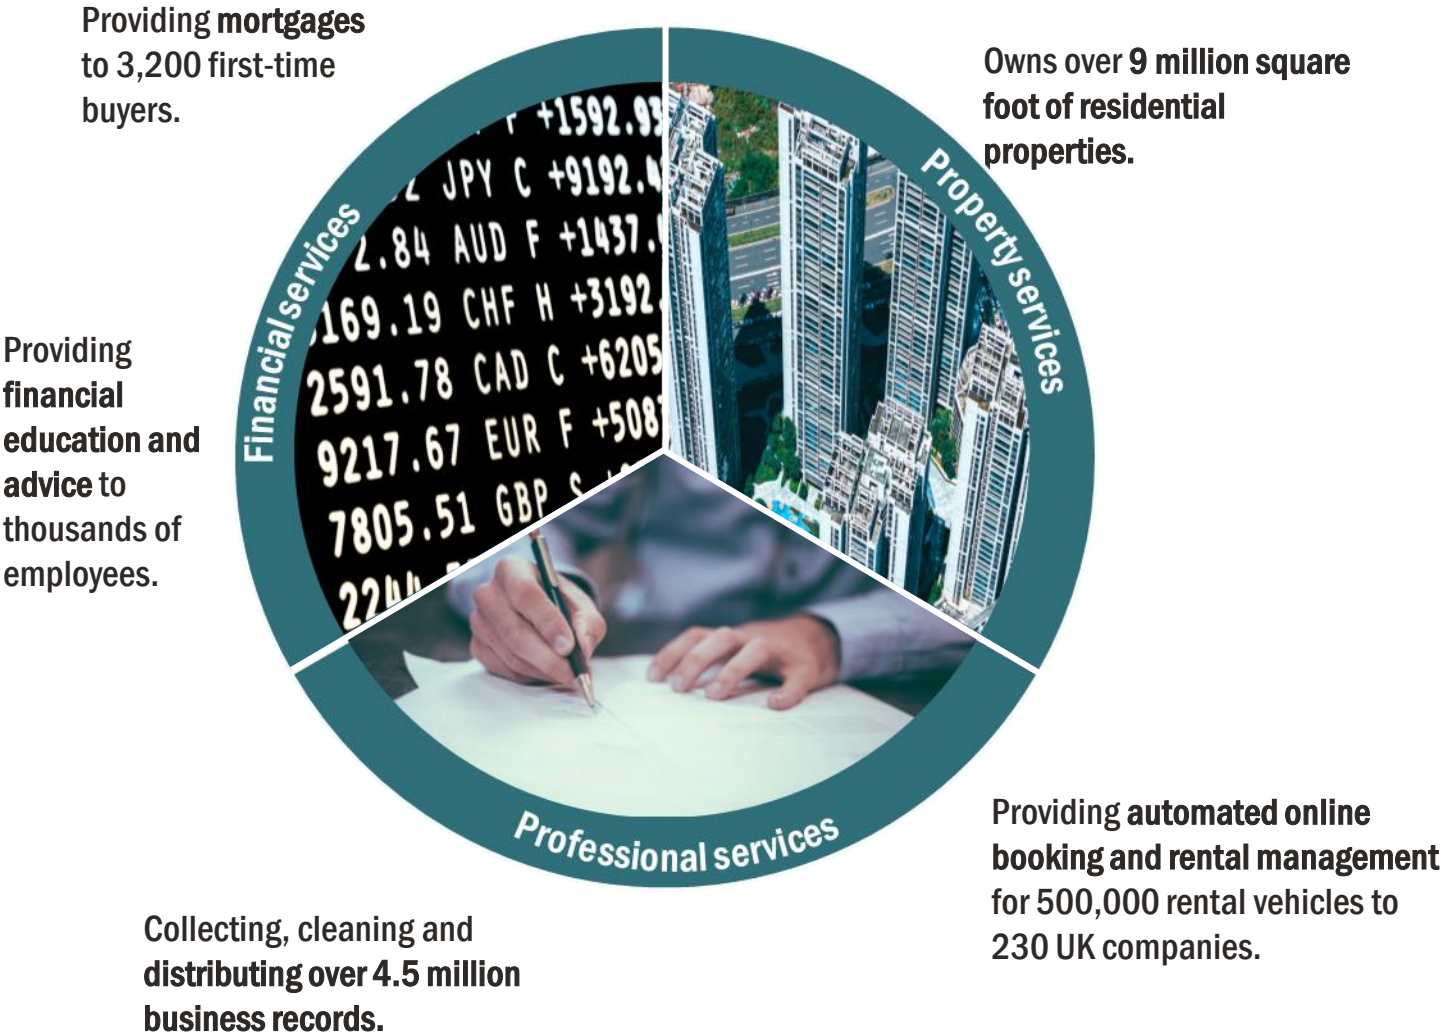 Providing mortgages
to 3,200 first-time
buyers.
Owns over 9 million square
foot of residential
properties.
Financial services
Property services
+1592.93
JPY C +9192.4
2.84 AUD F +1437.
169.19 CHF H +3192.
2591.78 CAD C +6205
9217.67 EUR F +508
7805.51 GBP S
2244
Providing
financial
education and
advice to
thousands of
employees.
Professional services
Providing automated online
booking and rental management
for 500,000 rental vehicles to
230 UK companies.
Collecting, cleaning and
distributing over 4.5 million
business records.